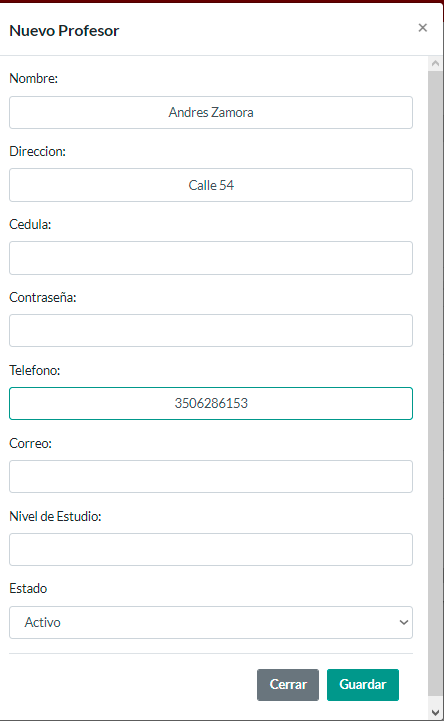 Nuevo Profesor ×
Nombre:
Andres Zamora
Direccion:
Calle 54
Cedula:
Contraseña:
Telefono:
3506286153
Correo:
Nivel de Estudio:
Estado
Activo
Cerrar Guardar